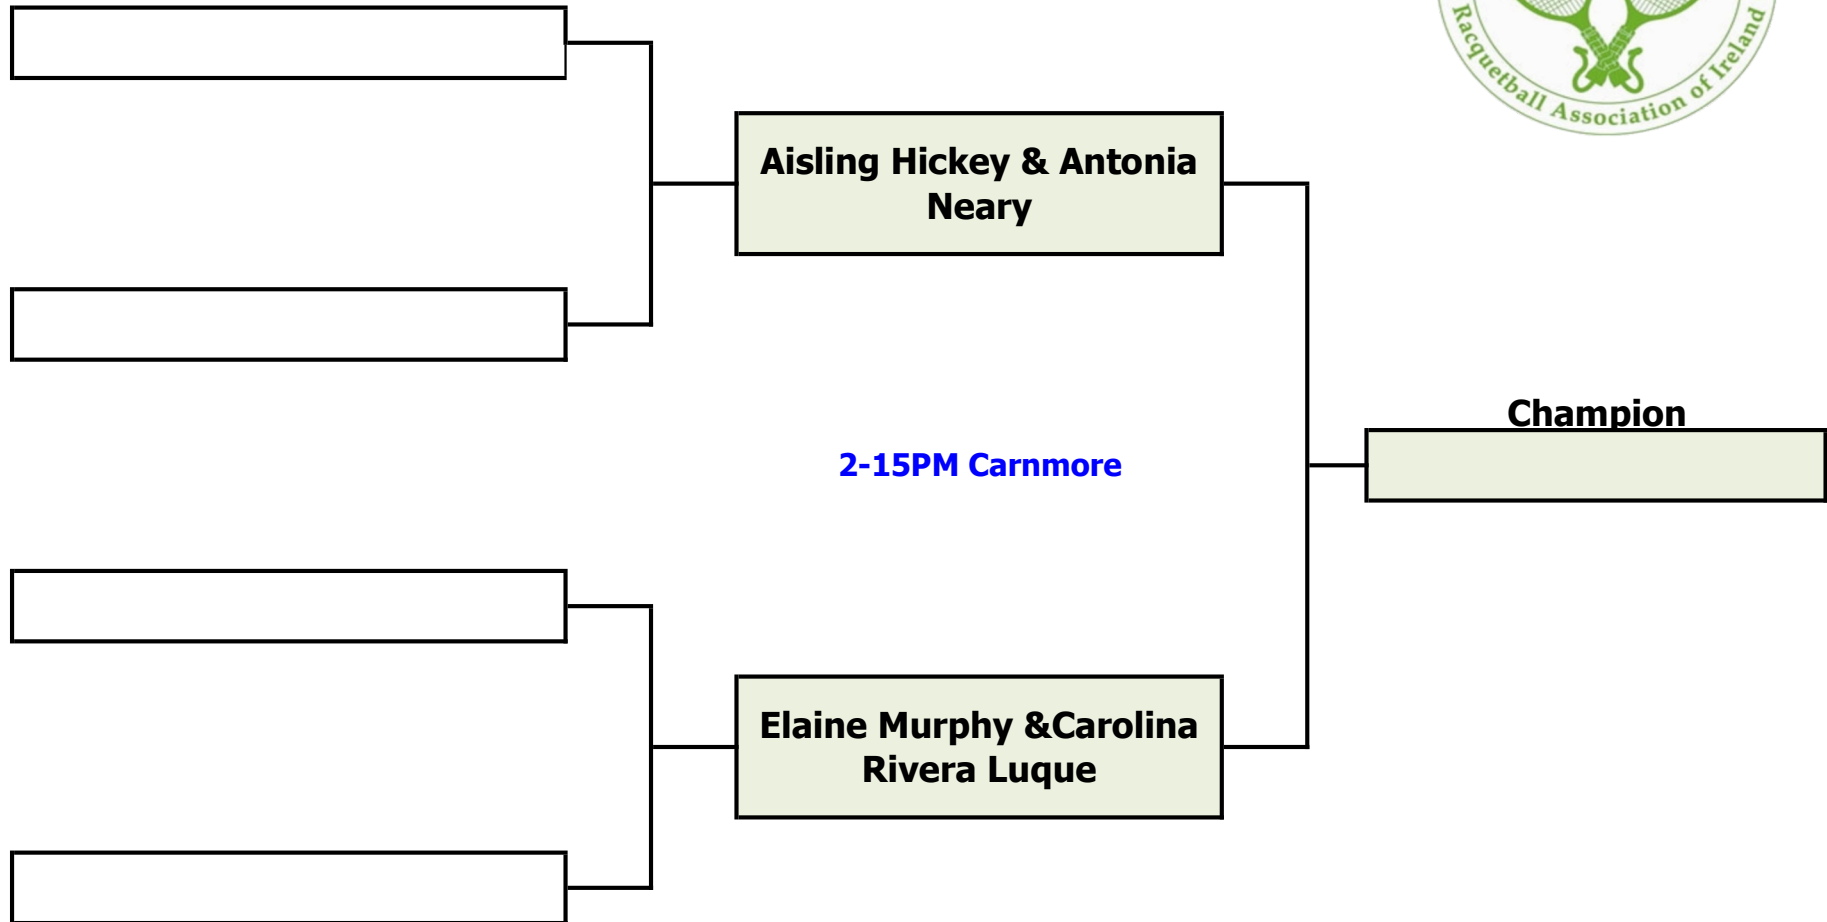 Racquetball Association of Ireland
Aisling Hickey & Antonia
Neary
Champion
2-15PM Carnmore
Elaine Murphy &Carolina
Rivera Luque